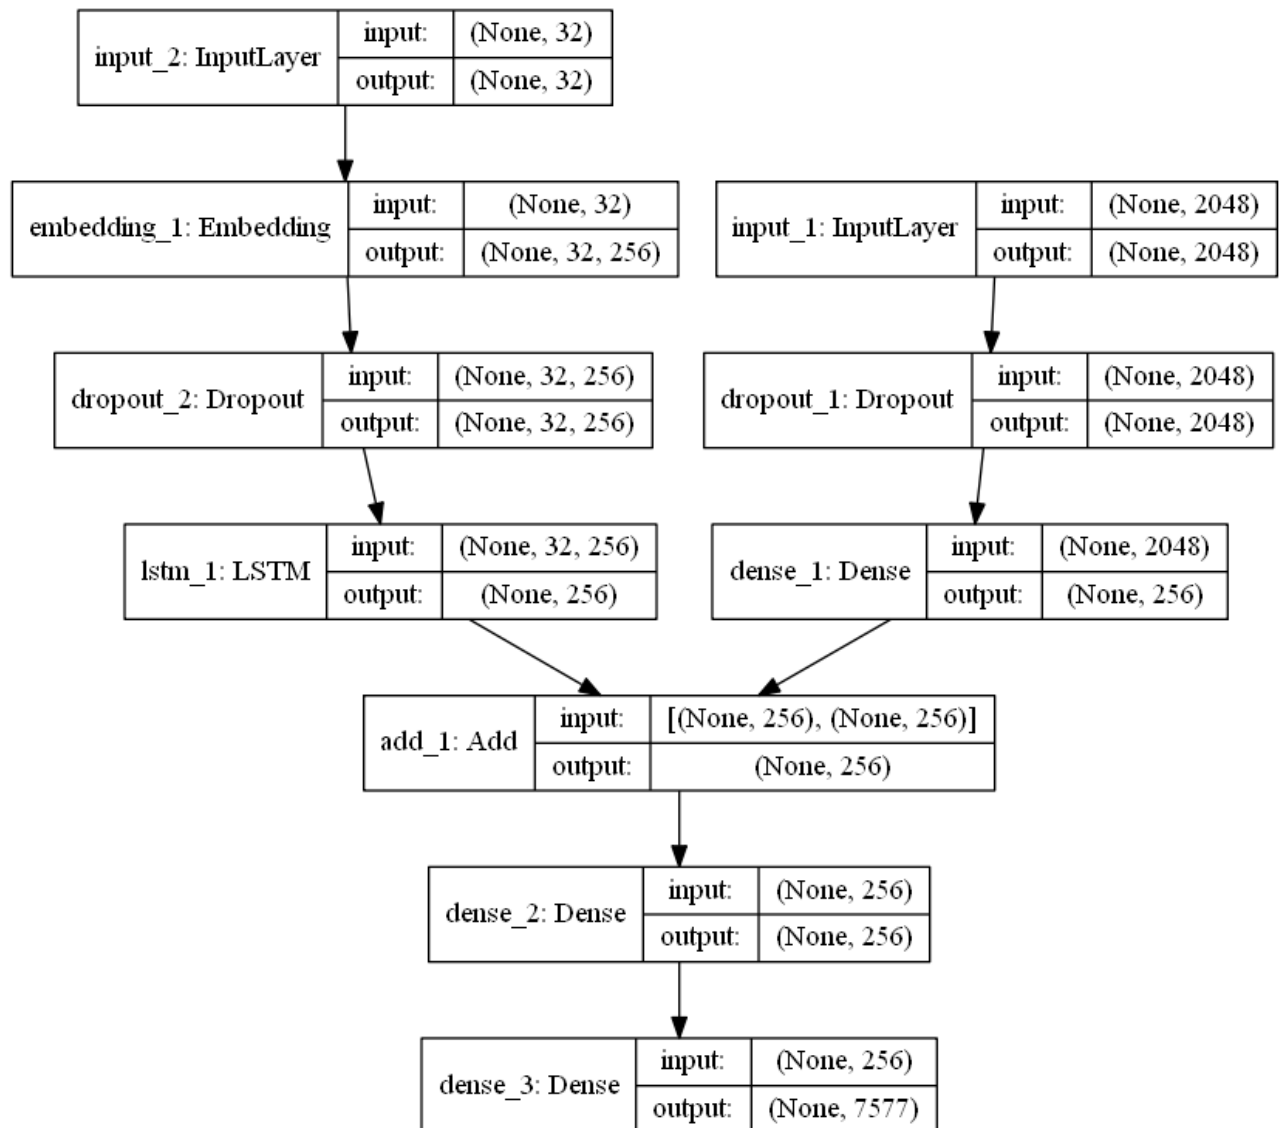 input_2: InputLayer
input: (None, 32)
output: (None, 32)
embedding_1: Embedding
input: (None, 32)
output: (None, 32, 256)
input_1: InputLayer
input: (None, 2048)
output: (None, 2048)
dropout_2: Dropout
input: (None, 32, 256)
output: (None, 32, 256)
dropout_1: Dropout
input: (None, 2048)
output: (None, 2048)
lstm_1: LSTM
input: (None, 32, 256)
output: (None, 256)
dense_1: Dense
input: (None, 2048)
output: (None, 256)
add_1: Add
input: [(None, 256), (None, 256)]
output: (None, 256)
dense_2: Dense
input: (None, 256)
output: (None, 256)
dense_3: Dense
input: (None, 256)
output: (None, 7577)